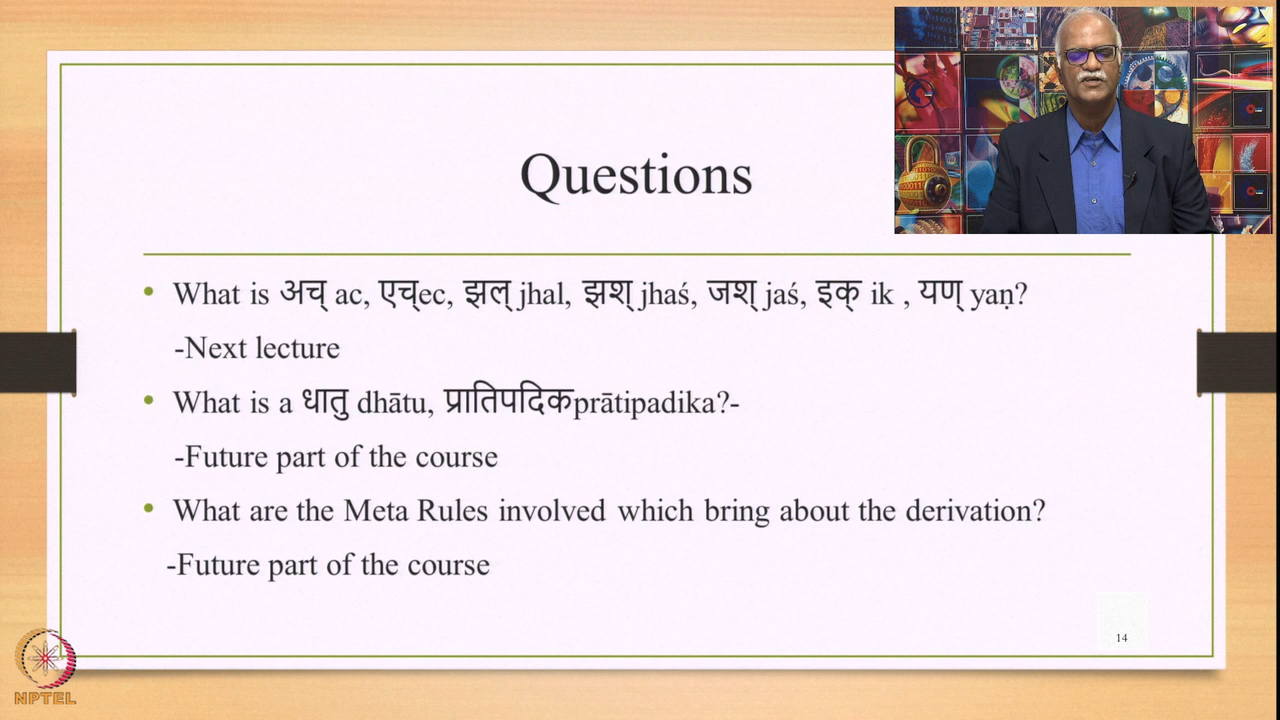 Questions
• What is अच् ac, एच्ec, झल् jhal, झश् jhaś, जश् jaś, इक् ik , यण् yaṇ?
-Next lecture
• What is a धातु dhātu, प्रातिपदिकprātipadika?-
-Future part of the course
• What are the Meta Rules involved which bring about the derivation?
-Future part of the course
14
NPTEL